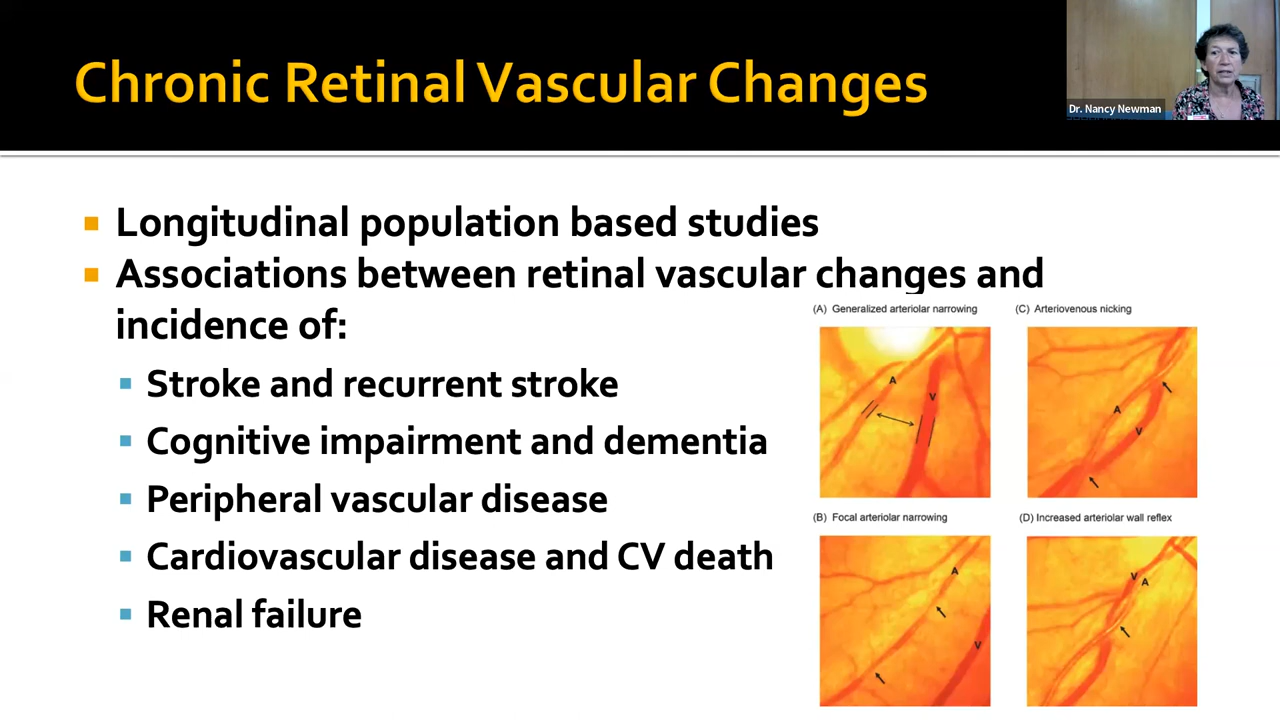 Chronic Retinal Vascular Changes
Dr. Nancy Newman
Longitudinal population based studies
Associations between retinal vascular changes and
incidence of:
Stroke and recurrent stroke
Cognitive impairment and dementia
Peripheral vascular disease
Cardiovascular disease and CV death
Renal failure
(A) Generalized arteriolar narrowing
A
V
(C) Arteriovenous nicking
A
V
(B) Focal arteriolar narrowing
A
V
(D) Increased arteriolar wall reflex
V A